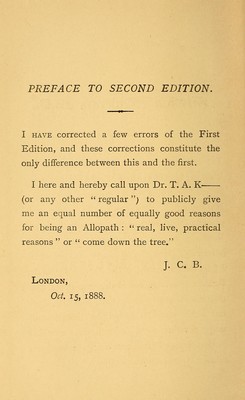 PREFACE TO SECOND EDITION.
I HAVE corrected a few errors of the First
Edition, and these corrections constitute the
only difference between this and the first.
I here and hereby call upon Dr. T. A. K——
(or any other “regular”) to publicly give
me an equal number of equally good reasons
for being an Allopath: “real, live, practical
reasons” or “come down the tree.”
J. C. B.
LONDON,
Oct. 15, 1888.